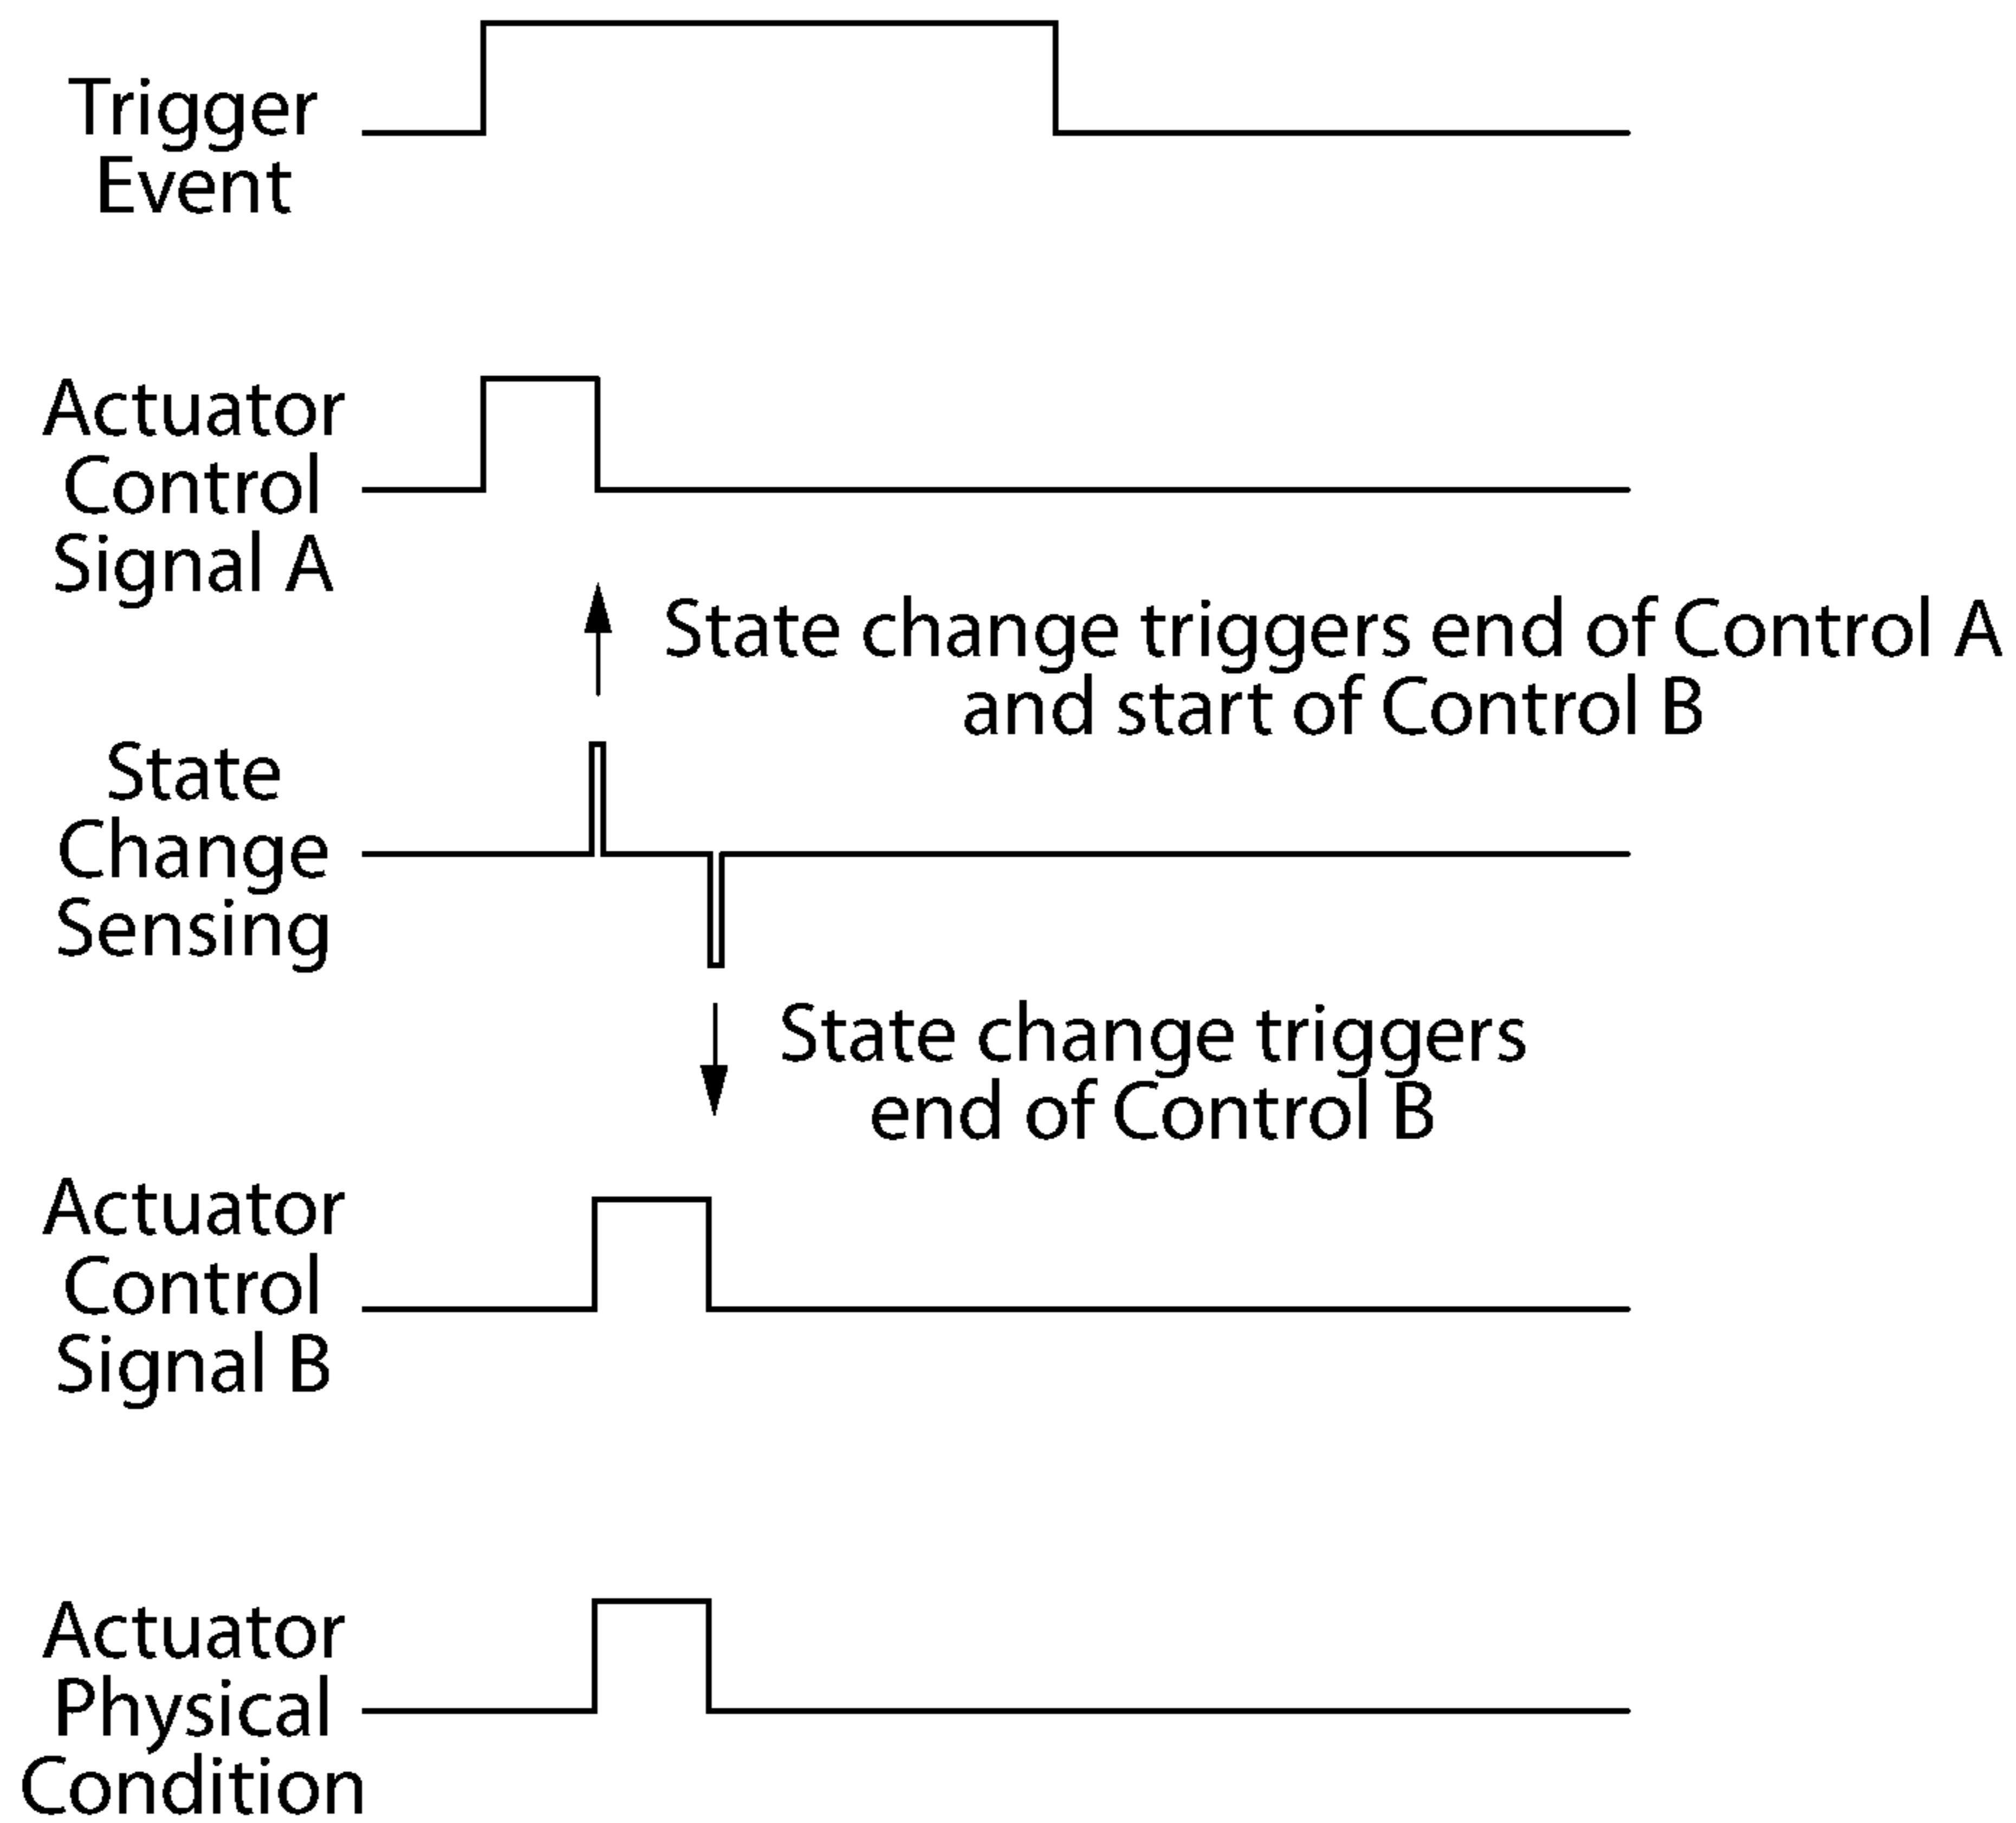 Trigger
Event
Actuator
Control
Signal A
State change triggers end of Control A
and start of Control B
State
Change
Sensing
State change triggers
end of Control B
Actuator
Control
Signal B
Actuator
Physical
Condition